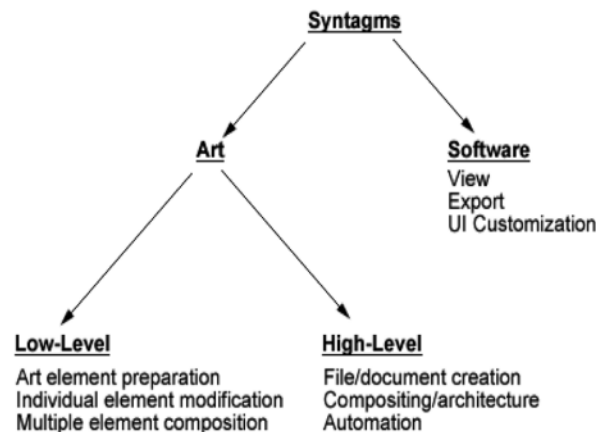 Syntagms
Art
Software
View
Export
UI Customization
Low-Level
Art element preparation
Individual element modification
Multiple element composition
High-Level
File/document creation
Compositing/architecture
Automation